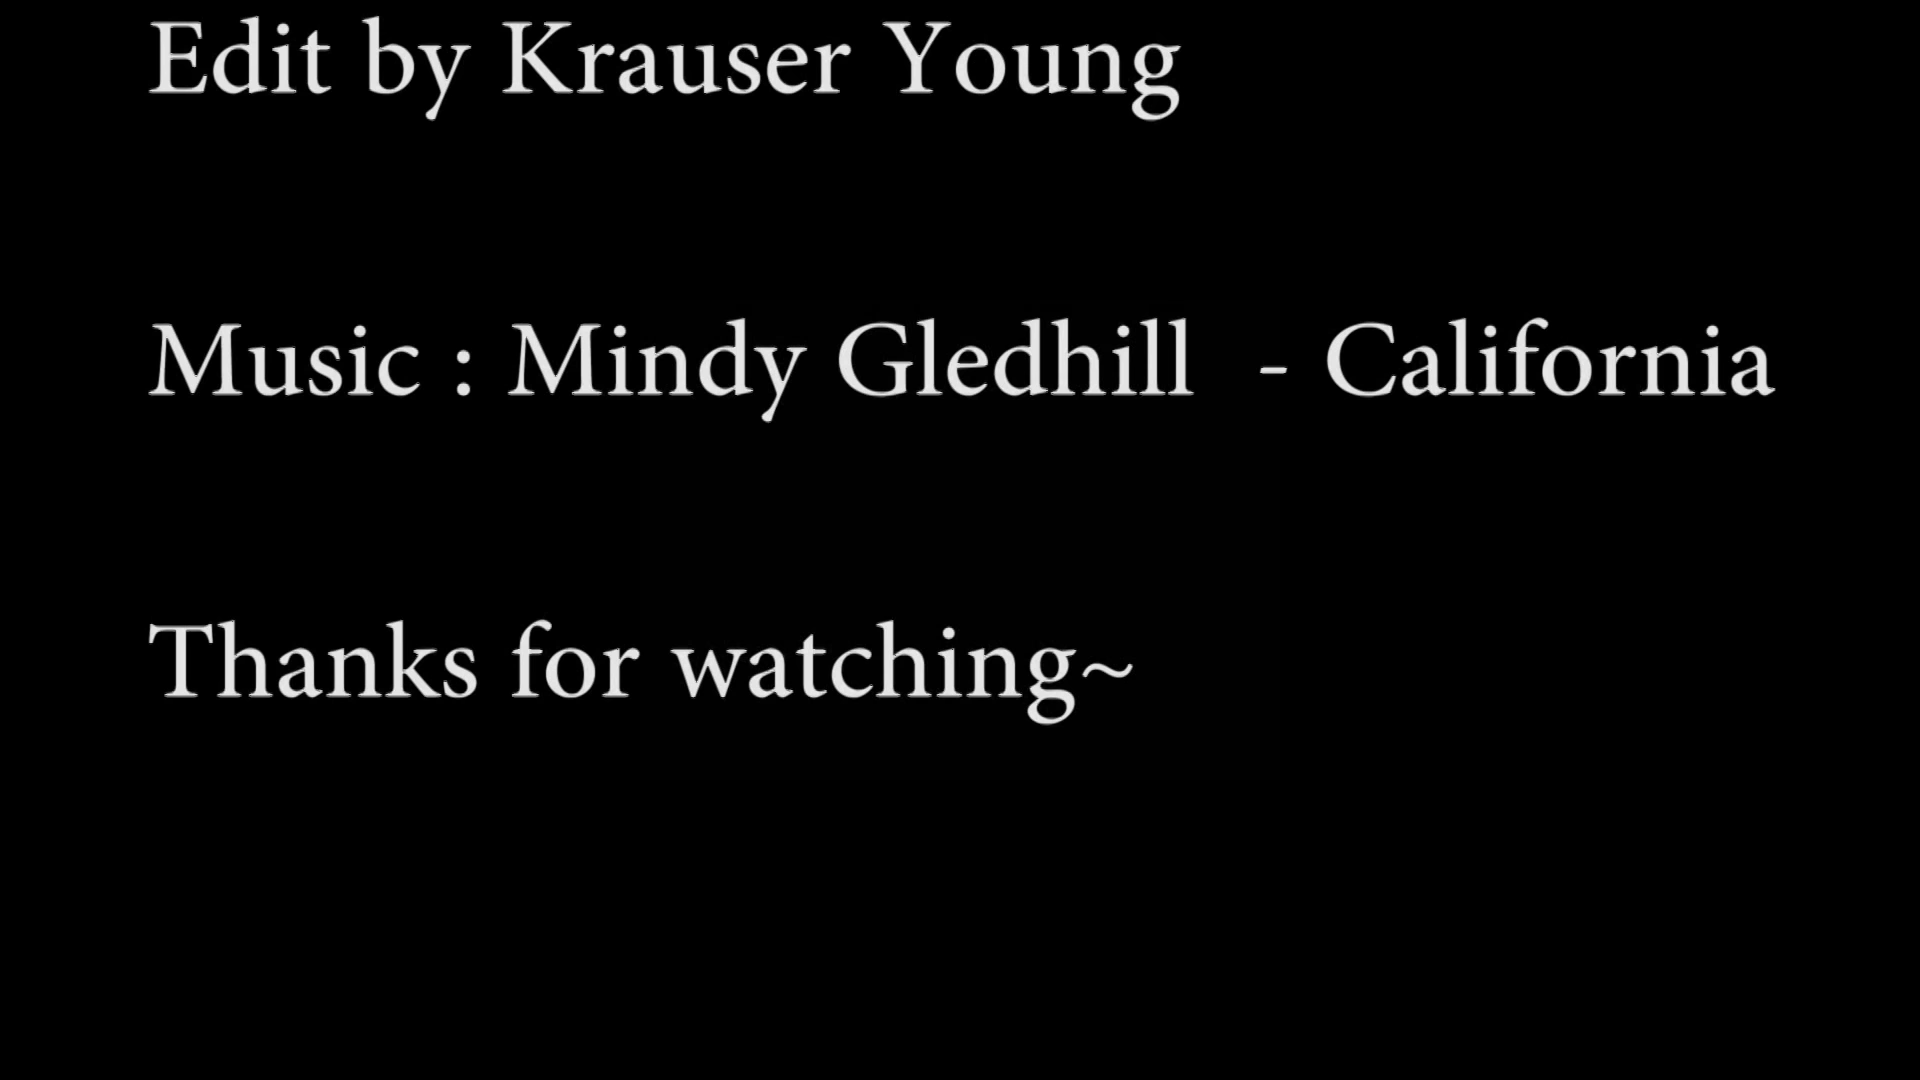 Edit by Krauser Young
Music : Mindy Gledhill  - California
Thanks for watching~